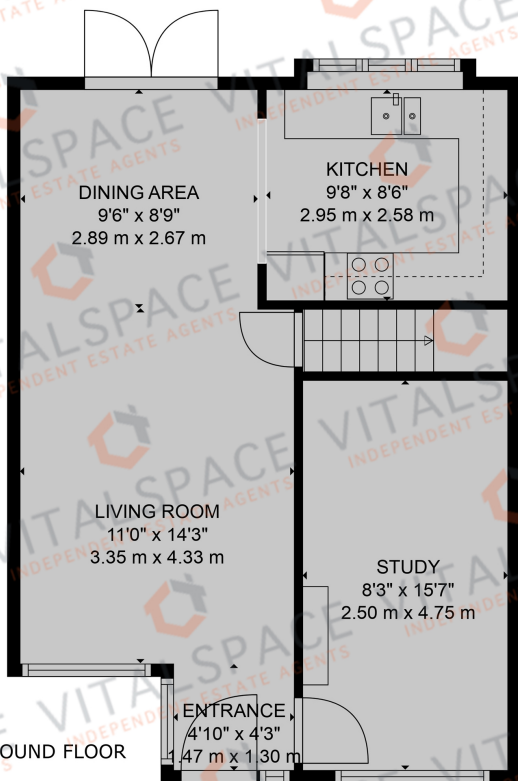 DINING AREA
9'6" x 8'9"
2.89 m x 2.67 m
KITCHEN
9'8" x 8'6"
2.95 m x 2.58 m
LIVING ROOM
11'0" x 14'3"
3.35 m x 4.33 m
STUDY
8'3" x 15'7"
2.50 m x 4.75 m
ENTRANCE
4'10" x 4'3"
1.47 m x 1.30 m
OUND FLOOR
VITALSPACE
INDEPENDENT ESTATE AGENTS